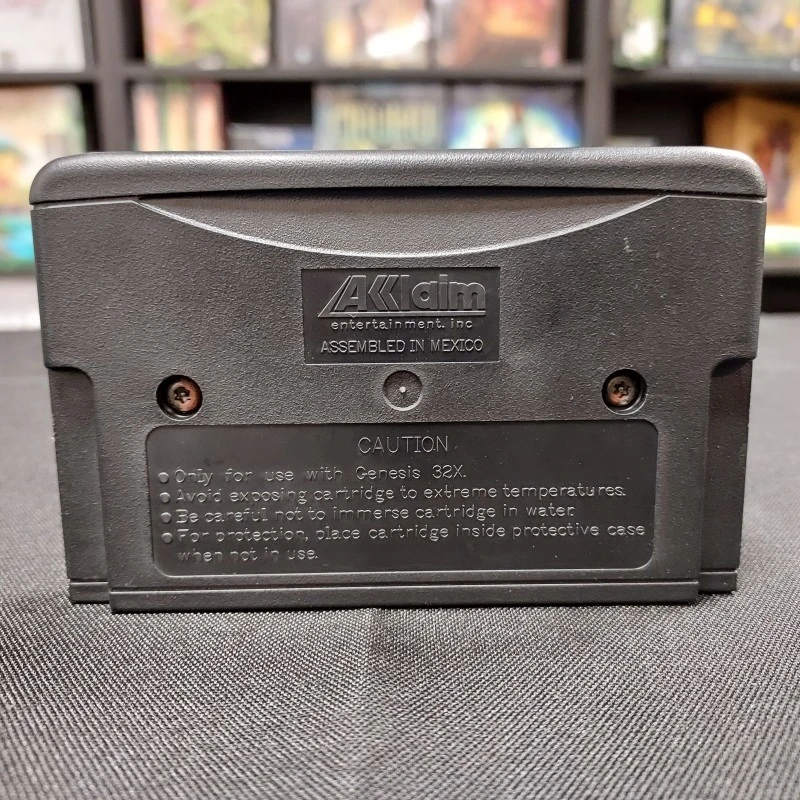 AKKlaim
entertainment. inc
ASSEMBLED IN MEXICO
CAUTION
● Only for use with Genesis 32X.
● Avoid exposing cartridge to extreme temperatures.
● Be careful not to immerse cartridge in water.
● For protection, place cartridge inside protective case
when not in use.